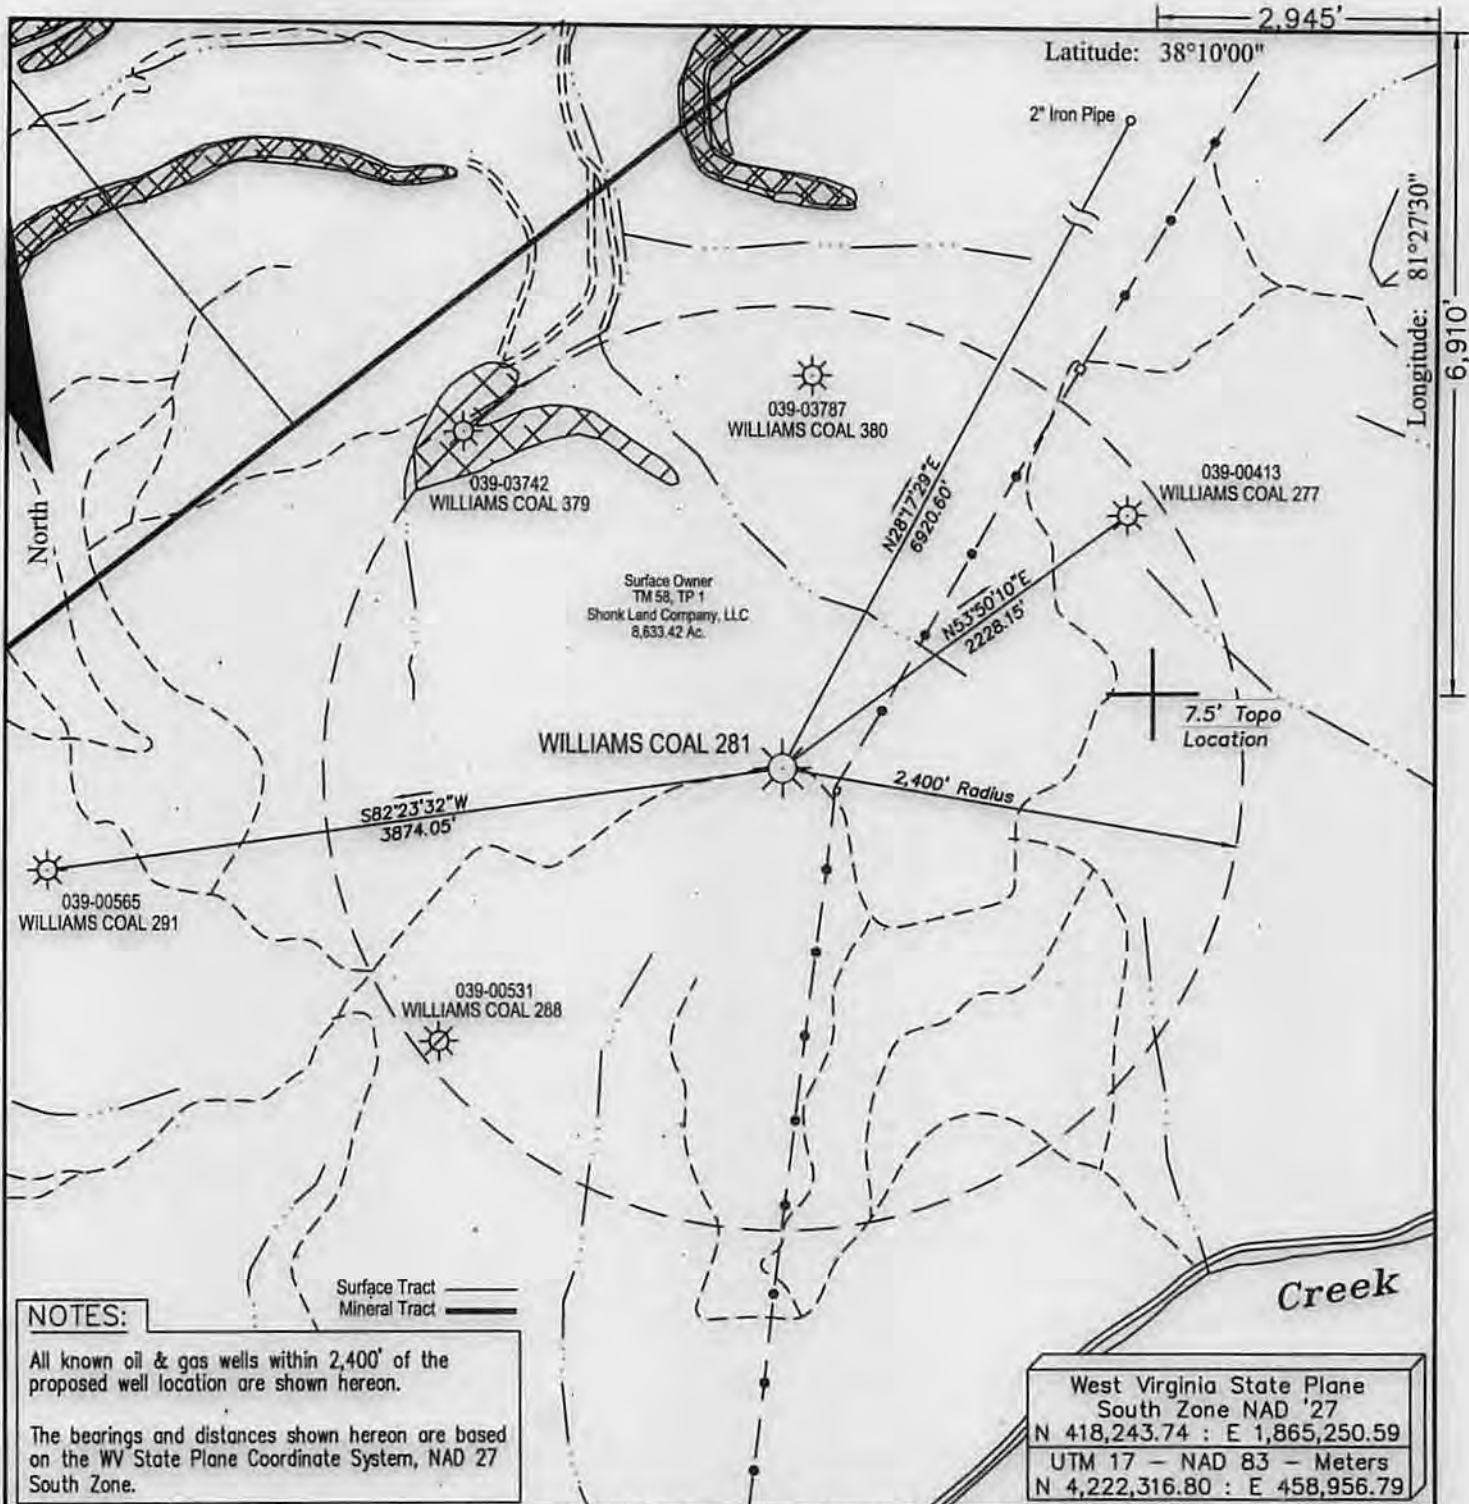 2,945'
Latitude: 38°10'00"
2" Iron Pipe
Longitude: 81°27'30"
6,910'
039-03787
WILLIAMS COAL 380
039-00413
WILLIAMS COAL 277
039-03742
WILLIAMS COAL 379
North
N28°17'29"E
6920.60'
Surface Owner
TM 58, TP 1
Shonk Land Company, LLC
8,633.42 Ac.
N53°50'10"E
2228.15'
7.5' Topo
Location
WILLIAMS COAL 281
2,400' Radius
S82°23'32"W
3874.05'
039-00565
WILLIAMS COAL 291
039-00531
WILLIAMS COAL 288
Surface Tract
Mineral Tract
Creek
NOTES:
All known oil & gas wells within 2,400' of the
proposed well location are shown hereon.
The bearings and distances shown hereon are based
on the WV State Plane Coordinate System, NAD 27
South Zone.
West Virginia State Plane
South Zone NAD '27
N 418,243.74 : E 1,865,250.59
UTM 17 - NAD 83 - Meters
N 4,222,316.80 : E 458,956.79